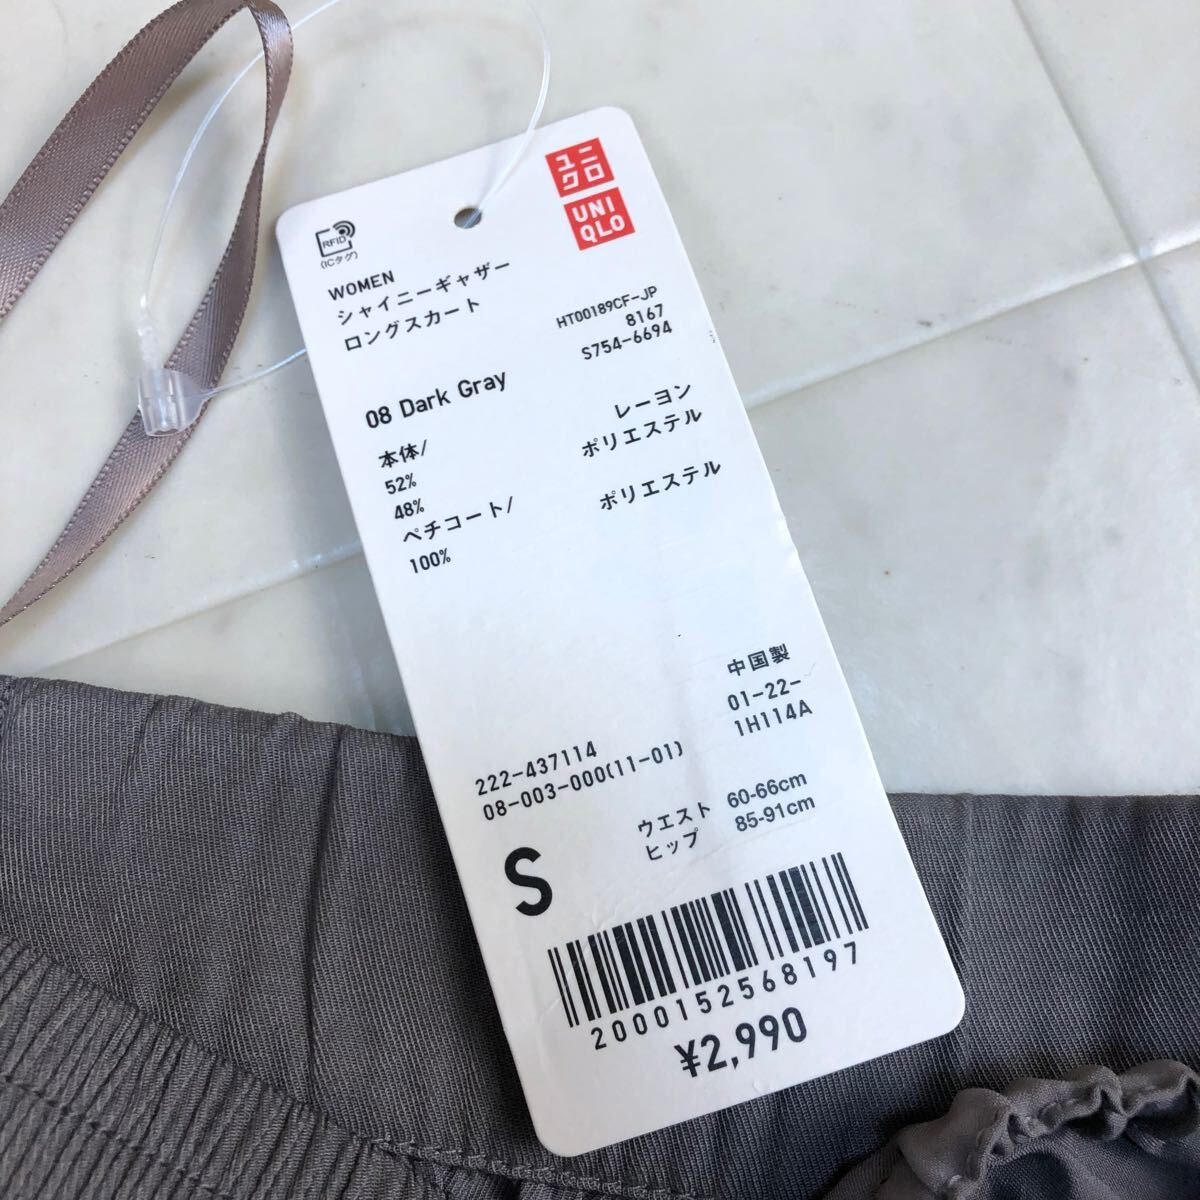 ユニ
クロ
UNI
QLO
RFID
(ICタグ)
WOMEN
シャイニーギャザー
ロングスカート
HT00189CF-JP
8167
S754-6694
08 Dark Gray
本体/
52% レーヨン
48% ポリエステル
ペチコート/
100% ポリエステル
中国製
01-22-
1H114A
222-437114
08-003-000(11-01)
S
ウエスト 60-66cm
ヒップ 85-91cm
2000152568197
¥2,990